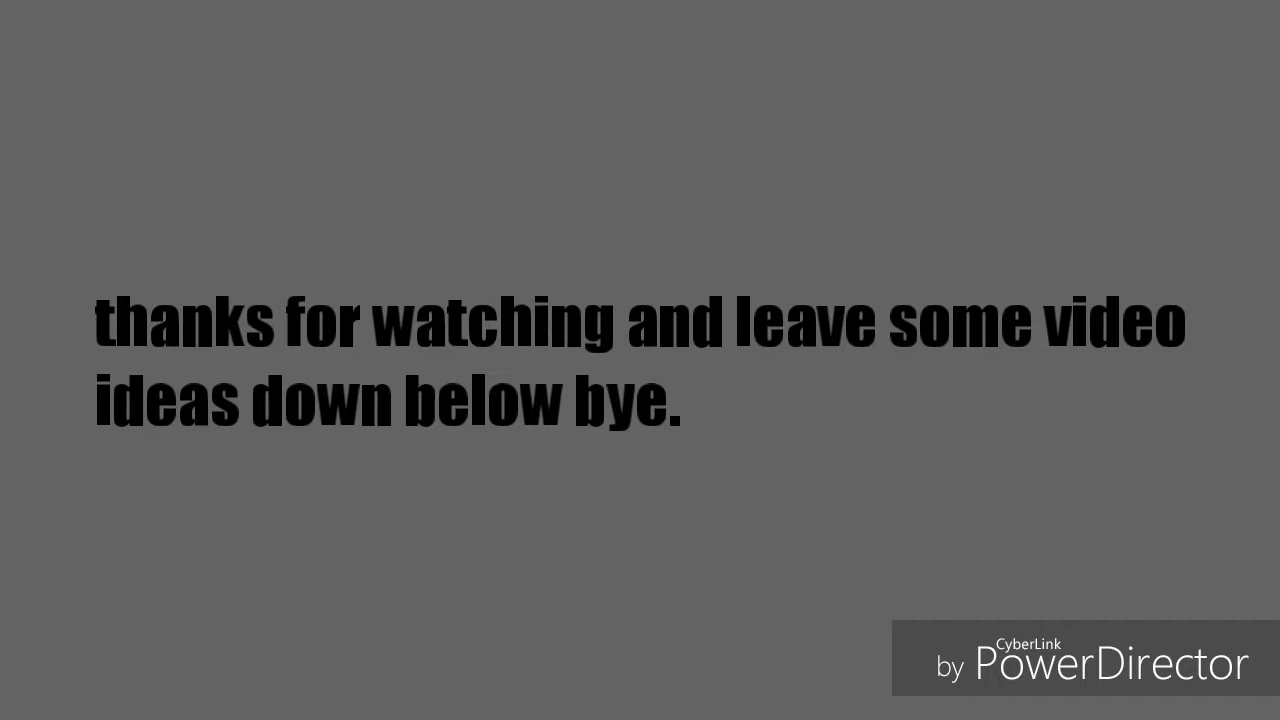 thanks for watching and leave some video
ideas down below bye.
CyberLink
by PowerDirector